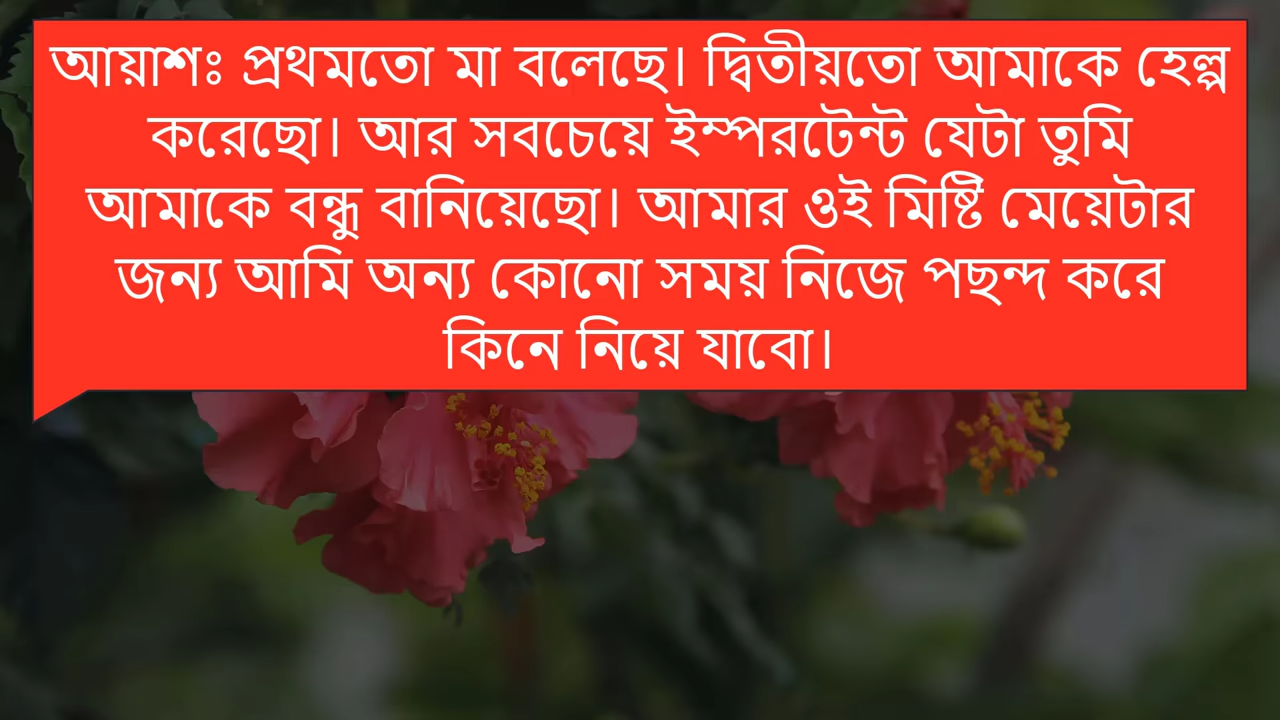 আয়াশঃ প্রথমতো মা বলেছে। দ্বিতীয়তো আমাকে হেল্প
করেছো। আর সবচেয়ে ইম্পরটেন্ট যেটা তুমি
আমাকে বন্ধু বানিয়েছো। আমার ওই মিষ্টি মেয়েটার
জন্য আমি অন্য কোনো সময় নিজে পছন্দ করে
কিনে নিয়ে যাবো।